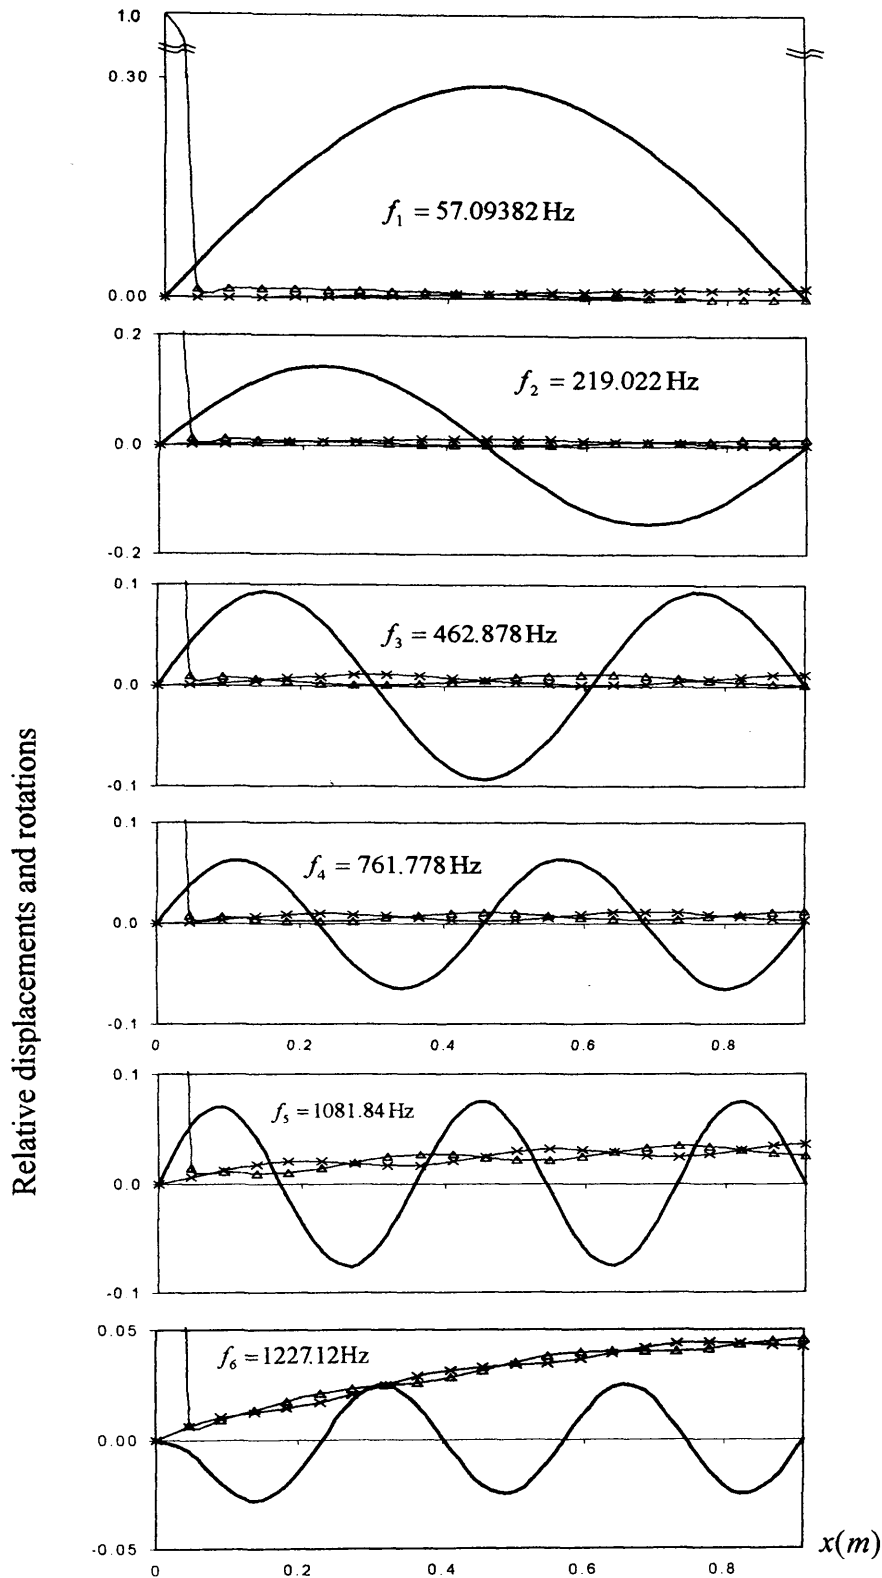 1.0
0.30
f₁ = 57.09382 Hz
0.00
0.2
f₂ = 219.022 Hz
0.0
-0.2
0.1
f₃ = 462.878 Hz
0.0
-0.1
0.1
f₄ = 761.778 Hz
0.0
-0.1
0 0.2 0.4 0.6 0.8
0.1
f₅ = 1081.84 Hz
0.0
-0.1
0.05
f₆ = 1227.12Hz
0.00
-0.05
0 0.2 0.4 0.6 0.8
x(m)
Relative displacements and rotations